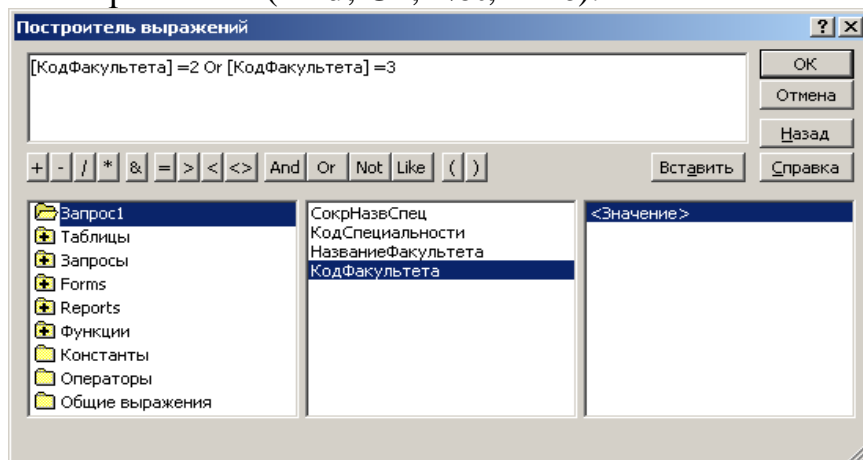 Построитель выражений ? ×
[КодФакультета] =2 Or [КодФакультета] =3
ОК
Отмена
Назад
+ - / * & = > < <> And Or Not Like ( ) Вставить Справка
Запрос1
Таблицы
Запросы
Forms
Reports
Функции
Константы
Операторы
Общие выражения
СокрНазвСпец
КодСпециальности
НазваниеФакультета
КодФакультета
<Значение>